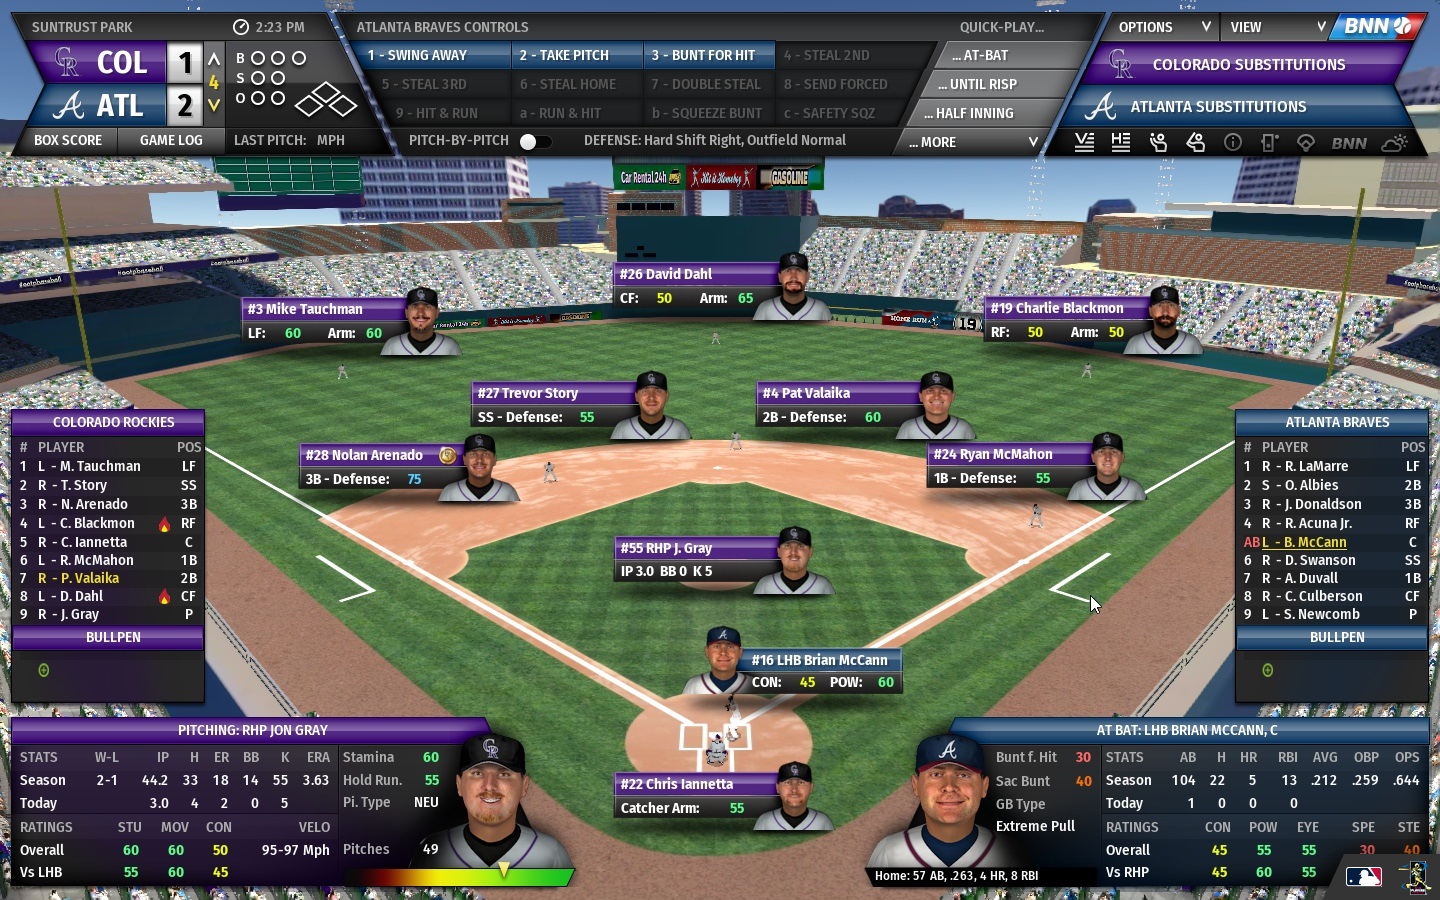 SUNTRUST PARK 2:23 PM
COL 1
ATL 2
4
B
S
O
BOX SCORE GAME LOG LAST PITCH: MPH
ATLANTA BRAVES CONTROLS
1 - SWING AWAY 2 - TAKE PITCH 3 - BUNT FOR HIT 4 - STEAL 2ND
5 - STEAL 3RD 6 - STEAL HOME 7 - DOUBLE STEAL 8 - SEND FORCED
9 - HIT & RUN a - RUN & HIT b - SQUEEZE BUNT c - SAFETY SQZ
PITCH-BY-PITCH DEFENSE: Hard Shift Right, Outfield Normal
QUICK-PLAY...
... AT-BAT
... UNTIL RISP
... HALF INNING
... MORE
OPTIONS VIEW BNN
COLORADO SUBSTITUTIONS
ATLANTA SUBSTITUTIONS
BNN
Car Rental 24h GASOLINE
#26 David Dahl
CF: 50 Arm: 65
#3 Mike Tauchman
LF: 60 Arm: 60
#19 Charlie Blackmon
RF: 50 Arm: 50
HOME RUN
19
#27 Trevor Story
SS - Defense: 55
#4 Pat Valaika
2B - Defense: 60
#28 Nolan Arenado
3B - Defense: 75
#24 Ryan McMahon
1B - Defense: 55
#55 RHP J. Gray
IP 3.0 BB 0 K 5
#16 LHB Brian McCann
CON: 45 POW: 60
#22 Chris Iannetta
Catcher Arm: 55
COLORADO ROCKIES
# PLAYER POS
1 L - M. Tauchman LF
2 R - T. Story SS
3 R - N. Arenado 3B
4 L - C. Blackmon RF
5 R - C. Iannetta C
6 L - R. McMahon 1B
7 R - P. Valaika 2B
8 L - D. Dahl CF
9 R - J. Gray P
BULLPEN
ATLANTA BRAVES
# PLAYER POS
1 R - R. LaMarre LF
2 S - O. Albies 2B
3 R - J. Donaldson 3B
4 R - R. Acuna Jr. RF
AB L - B. McCann C
6 R - D. Swanson SS
7 R - A. Duvall 1B
8 R - C. Culberson CF
9 L - S. Newcomb P
BULLPEN
PITCHING: RHP JON GRAY
STATS W-L IP H ER BB K ERA
Season 2-1 44.2 33 18 14 55 3.63
Today 3.0 4 2 0 5
RATINGS STU MOV CON VELO
Overall 60 60 50 95-97 Mph
Vs LHB 55 60 45
Stamina 60
Hold Run. 55
Pi. Type NEU
Pitches 49
AT BAT: LHB BRIAN MCCANN, C
Bunt f. Hit 30
Sac Bunt 40
GB Type
Extreme Pull
Home: 57 AB, .263, 4 HR, 8 RBI
STATS AB H HR RBI AVG OBP OPS
Season 104 22 5 13 .212 .259 .644
Today 1 0 0 0
RATINGS CON POW EYE SPE STE
Overall 45 55 55 30 40
Vs RHP 45 60 55